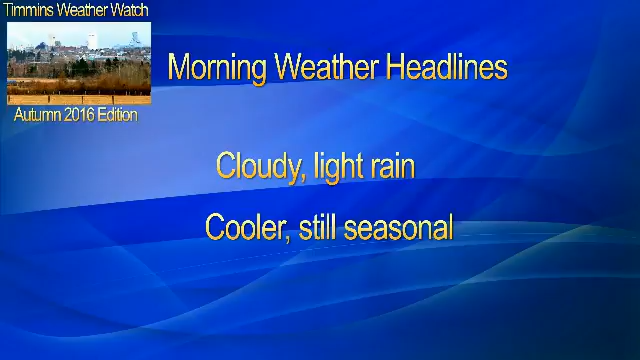 Timmins Weather Watch
Autumn 2016 Edition
Morning Weather Headlines
Cloudy, light rain
Cooler, still seasonal